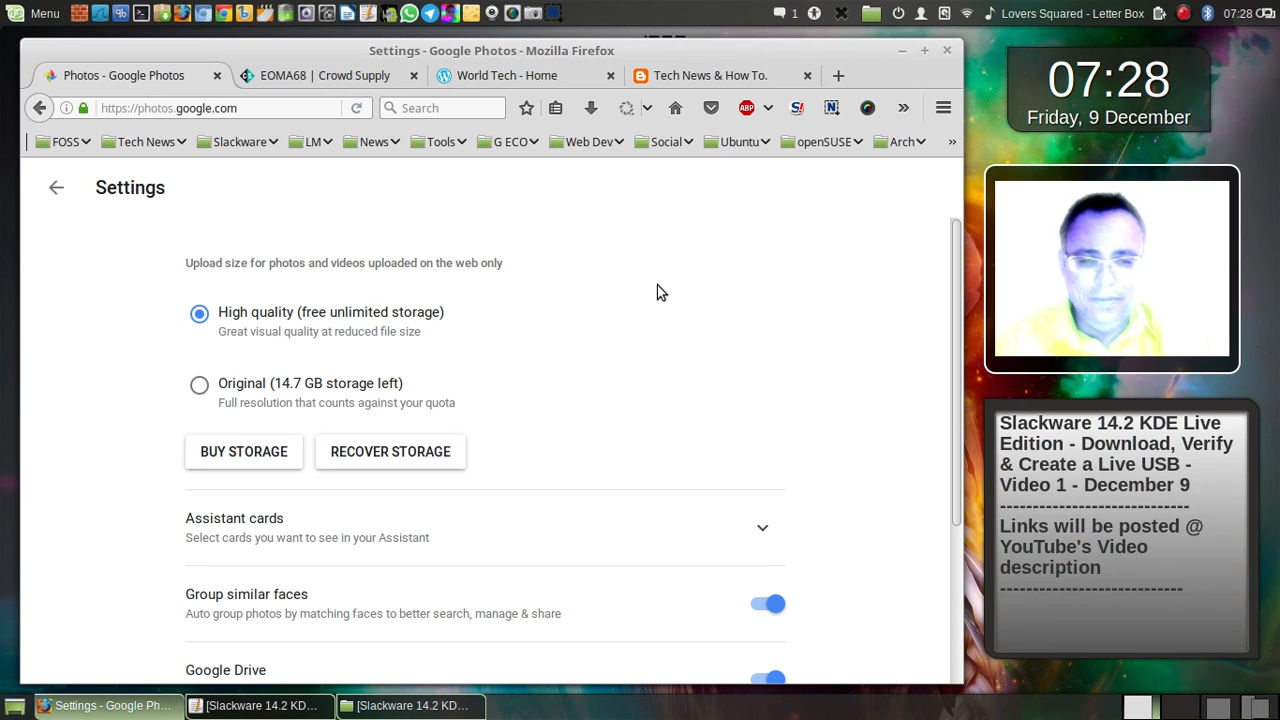 Menu
1
Lovers Squared - Letter Box
07:28
Settings - Google Photos - Mozilla Firefox
Photos - Google Photos
EOMA68 | Crowd Supply
World Tech - Home
Tech News & How To.
https://photos.google.com
Search
ABP
S!
N
FOSS
Tech News
Slackware
LM
News
Tools
G ECO
Web Dev
Social
Ubuntu
openSUSE
Arch
Settings
Upload size for photos and videos uploaded on the web only
High quality (free unlimited storage)
Great visual quality at reduced file size
Original (14.7 GB storage left)
Full resolution that counts against your quota
BUY STORAGE
RECOVER STORAGE
Assistant cards
Select cards you want to see in your Assistant
Group similar faces
Auto group photos by matching faces to better search, manage & share
Google Drive
07:28
Friday, 9 December
Slackware 14.2 KDE Live
Edition - Download, Verify
& Create a Live USB -
Video 1 - December 9
-----------------------------
Links will be posted @
YouTube's Video
description
----------------------------
Settings - Google Ph...
[Slackware 14.2 KD...
[Slackware 14.2 KD...